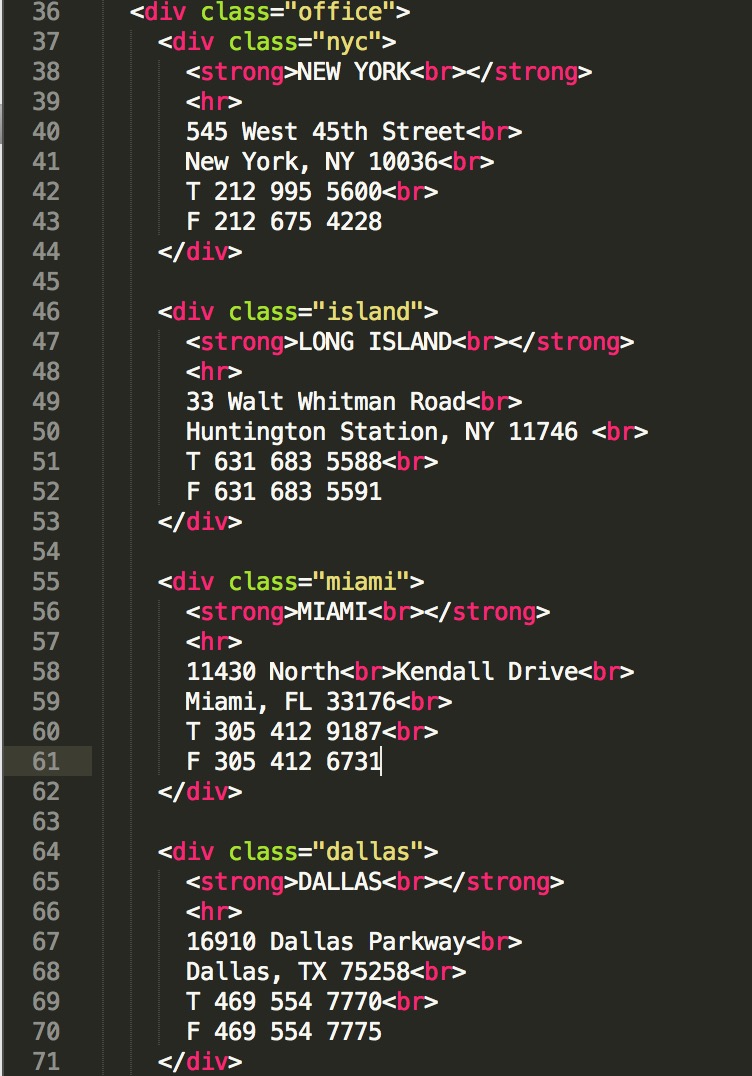 36 <div class="office">
37 <div class="nyc">
38 <strong>NEW YORK<br></strong>
39 <hr>
40 545 West 45th Street<br>
41 New York, NY 10036<br>
42 T 212 995 5600<br>
43 F 212 675 4228
44 </div>
45
46 <div class="island">
47 <strong>LONG ISLAND<br></strong>
48 <hr>
49 33 Walt Whitman Road<br>
50 Huntington Station, NY 11746 <br>
51 T 631 683 5588<br>
52 F 631 683 5591
53 </div>
54
55 <div class="miami">
56 <strong>MIAMI<br></strong>
57 <hr>
58 11430 North<br>Kendall Drive<br>
59 Miami, FL 33176<br>
60 T 305 412 9187<br>
61 F 305 412 6731
62 </div>
63
64 <div class="dallas">
65 <strong>DALLAS<br></strong>
66 <hr>
67 16910 Dallas Parkway<br>
68 Dallas, TX 75258<br>
69 T 469 554 7770<br>
70 F 469 554 7775
71 </div>